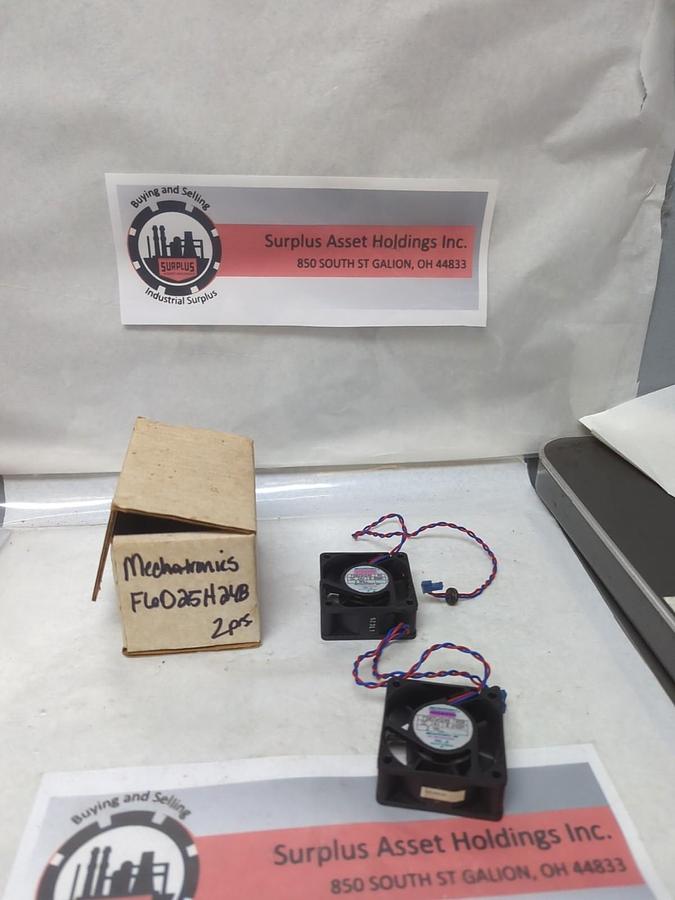 Buying and Selling
SURPLUS
Industrial Surplus
Surplus Asset Holdings Inc.
850 SOUTH ST GALION, OH 44833
Mechatronics
F6025H24B
2pcs
Buying and Selling
Surplus Asset Holdings Inc.
850 SOUTH ST GALION, OH 44833